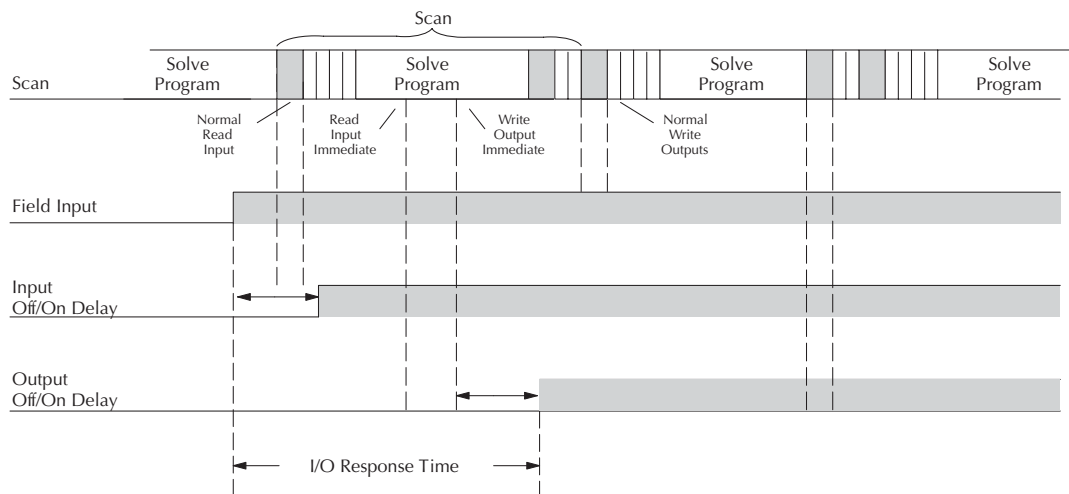 Scan
Solve
Program
Solve
Program
Solve
Program
Solve
Program
Scan
Normal
Read
Input
Read
Input
Immediate
Write
Output
Immediate
Normal
Write
Outputs
Field Input
Input
Off/On Delay
Output
Off/On Delay
I/O Response Time